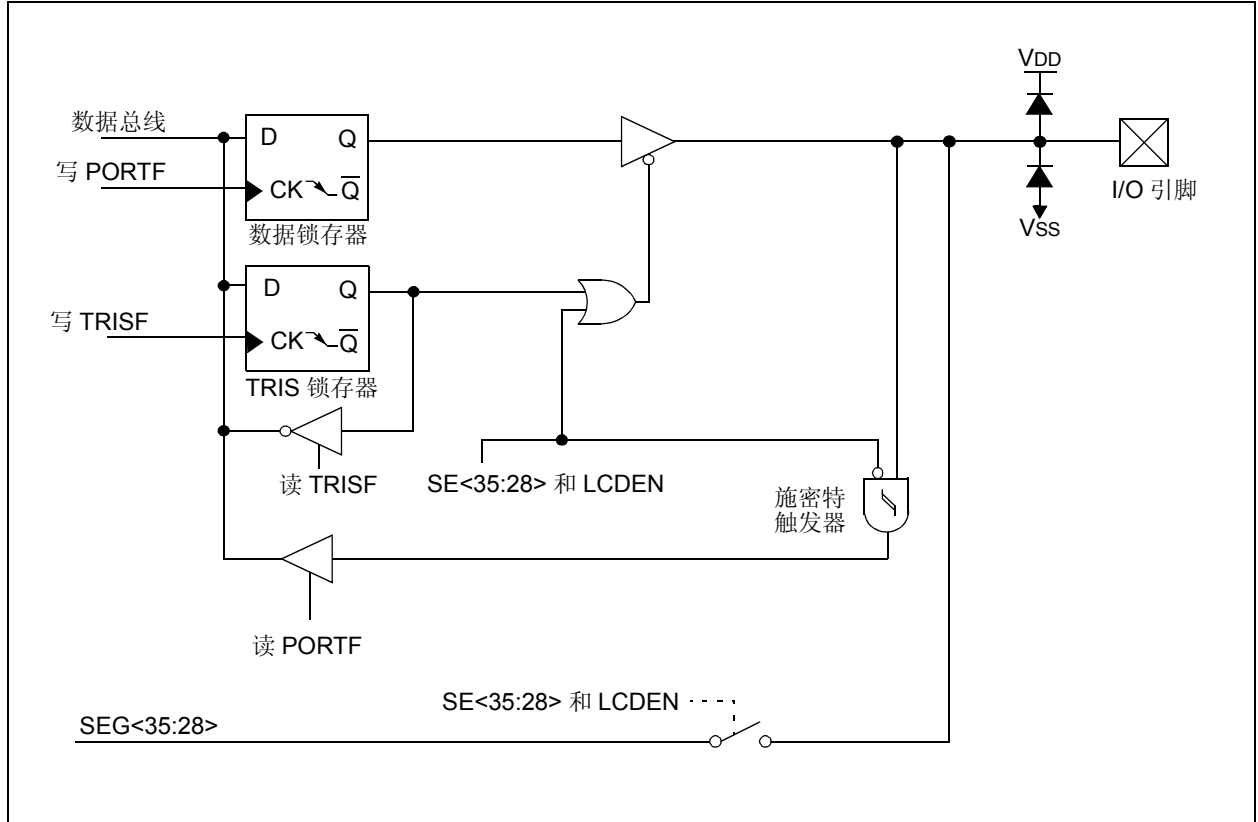 VDD
数据总线
D Q
写 PORTF
CK Q
I/O 引脚
数据锁存器
VSS
D Q
写 TRISF
CK Q
TRIS 锁存器
读 TRISF
SE<35:28> 和 LCDEN
施密特
触发器
读 PORTF
SE<35:28> 和 LCDEN
SEG<35:28>